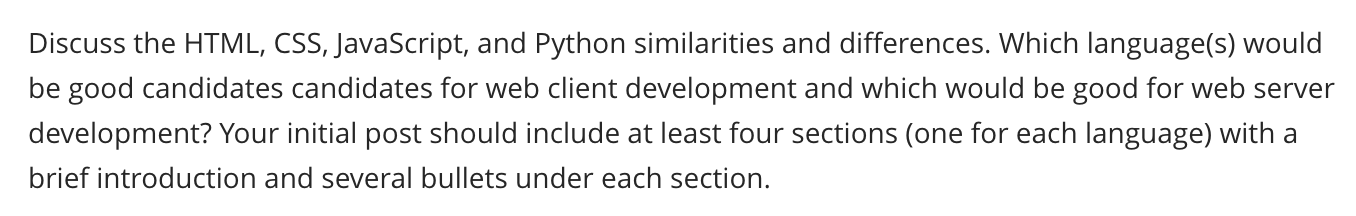 Discuss the HTML, CSS, JavaScript, and Python similarities and differences. Which language(s) would
be good candidates candidates for web client development and which would be good for web server
development? Your initial post should include at least four sections (one for each language) with a
brief introduction and several bullets under each section.